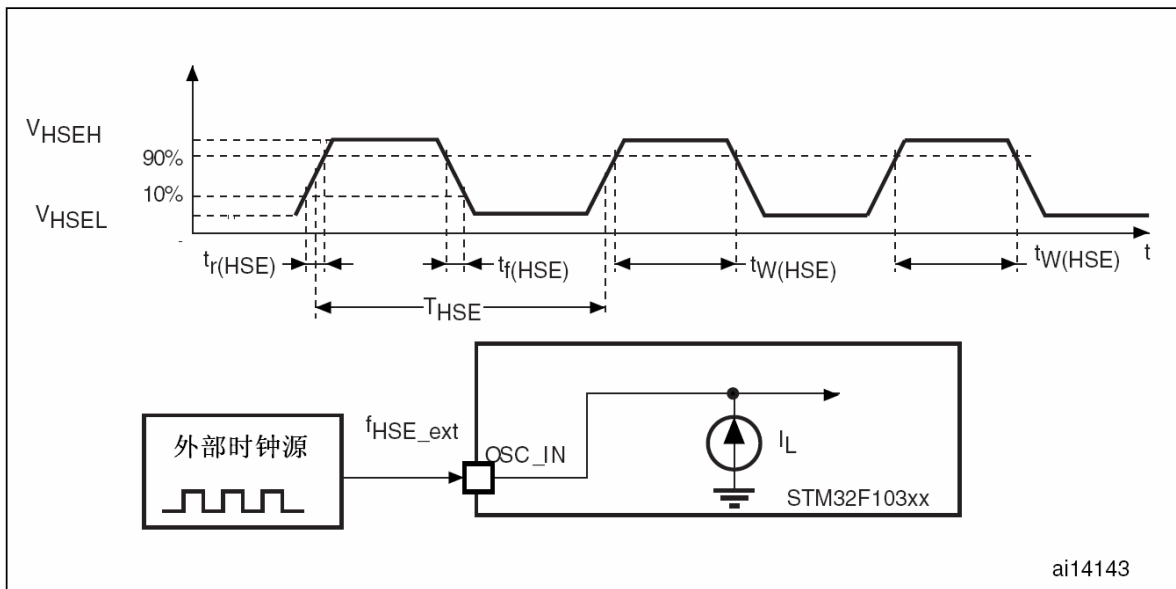 VHSEH
90%
10%
VHSEL
tr(HSE)
tf(HSE)
tW(HSE)
tW(HSE)
t
THSE
外部时钟源
fHSE_ext
OSC_IN
IL
STM32F103xx
ai14143